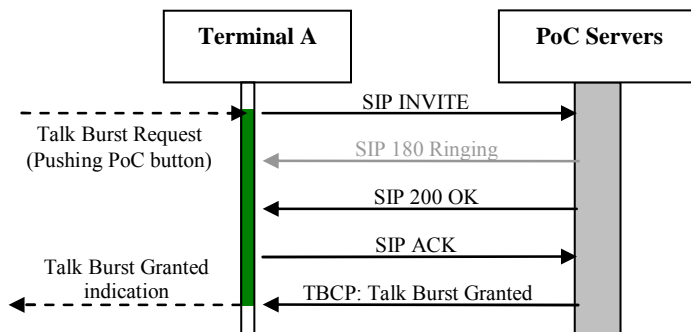 Terminal A
PoC Servers
SIP INVITE
Talk Burst Request
(Pushing PoC button)
SIP 180 Ringing
SIP 200 OK
SIP ACK
Talk Burst Granted
indication
TBCP: Talk Burst Granted